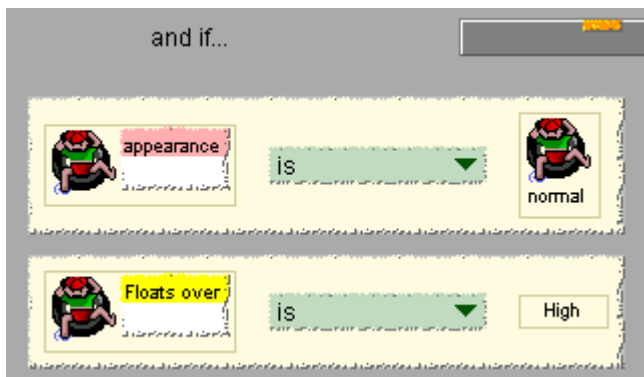 and if...
appearance
is
normal
Floats over
is
High